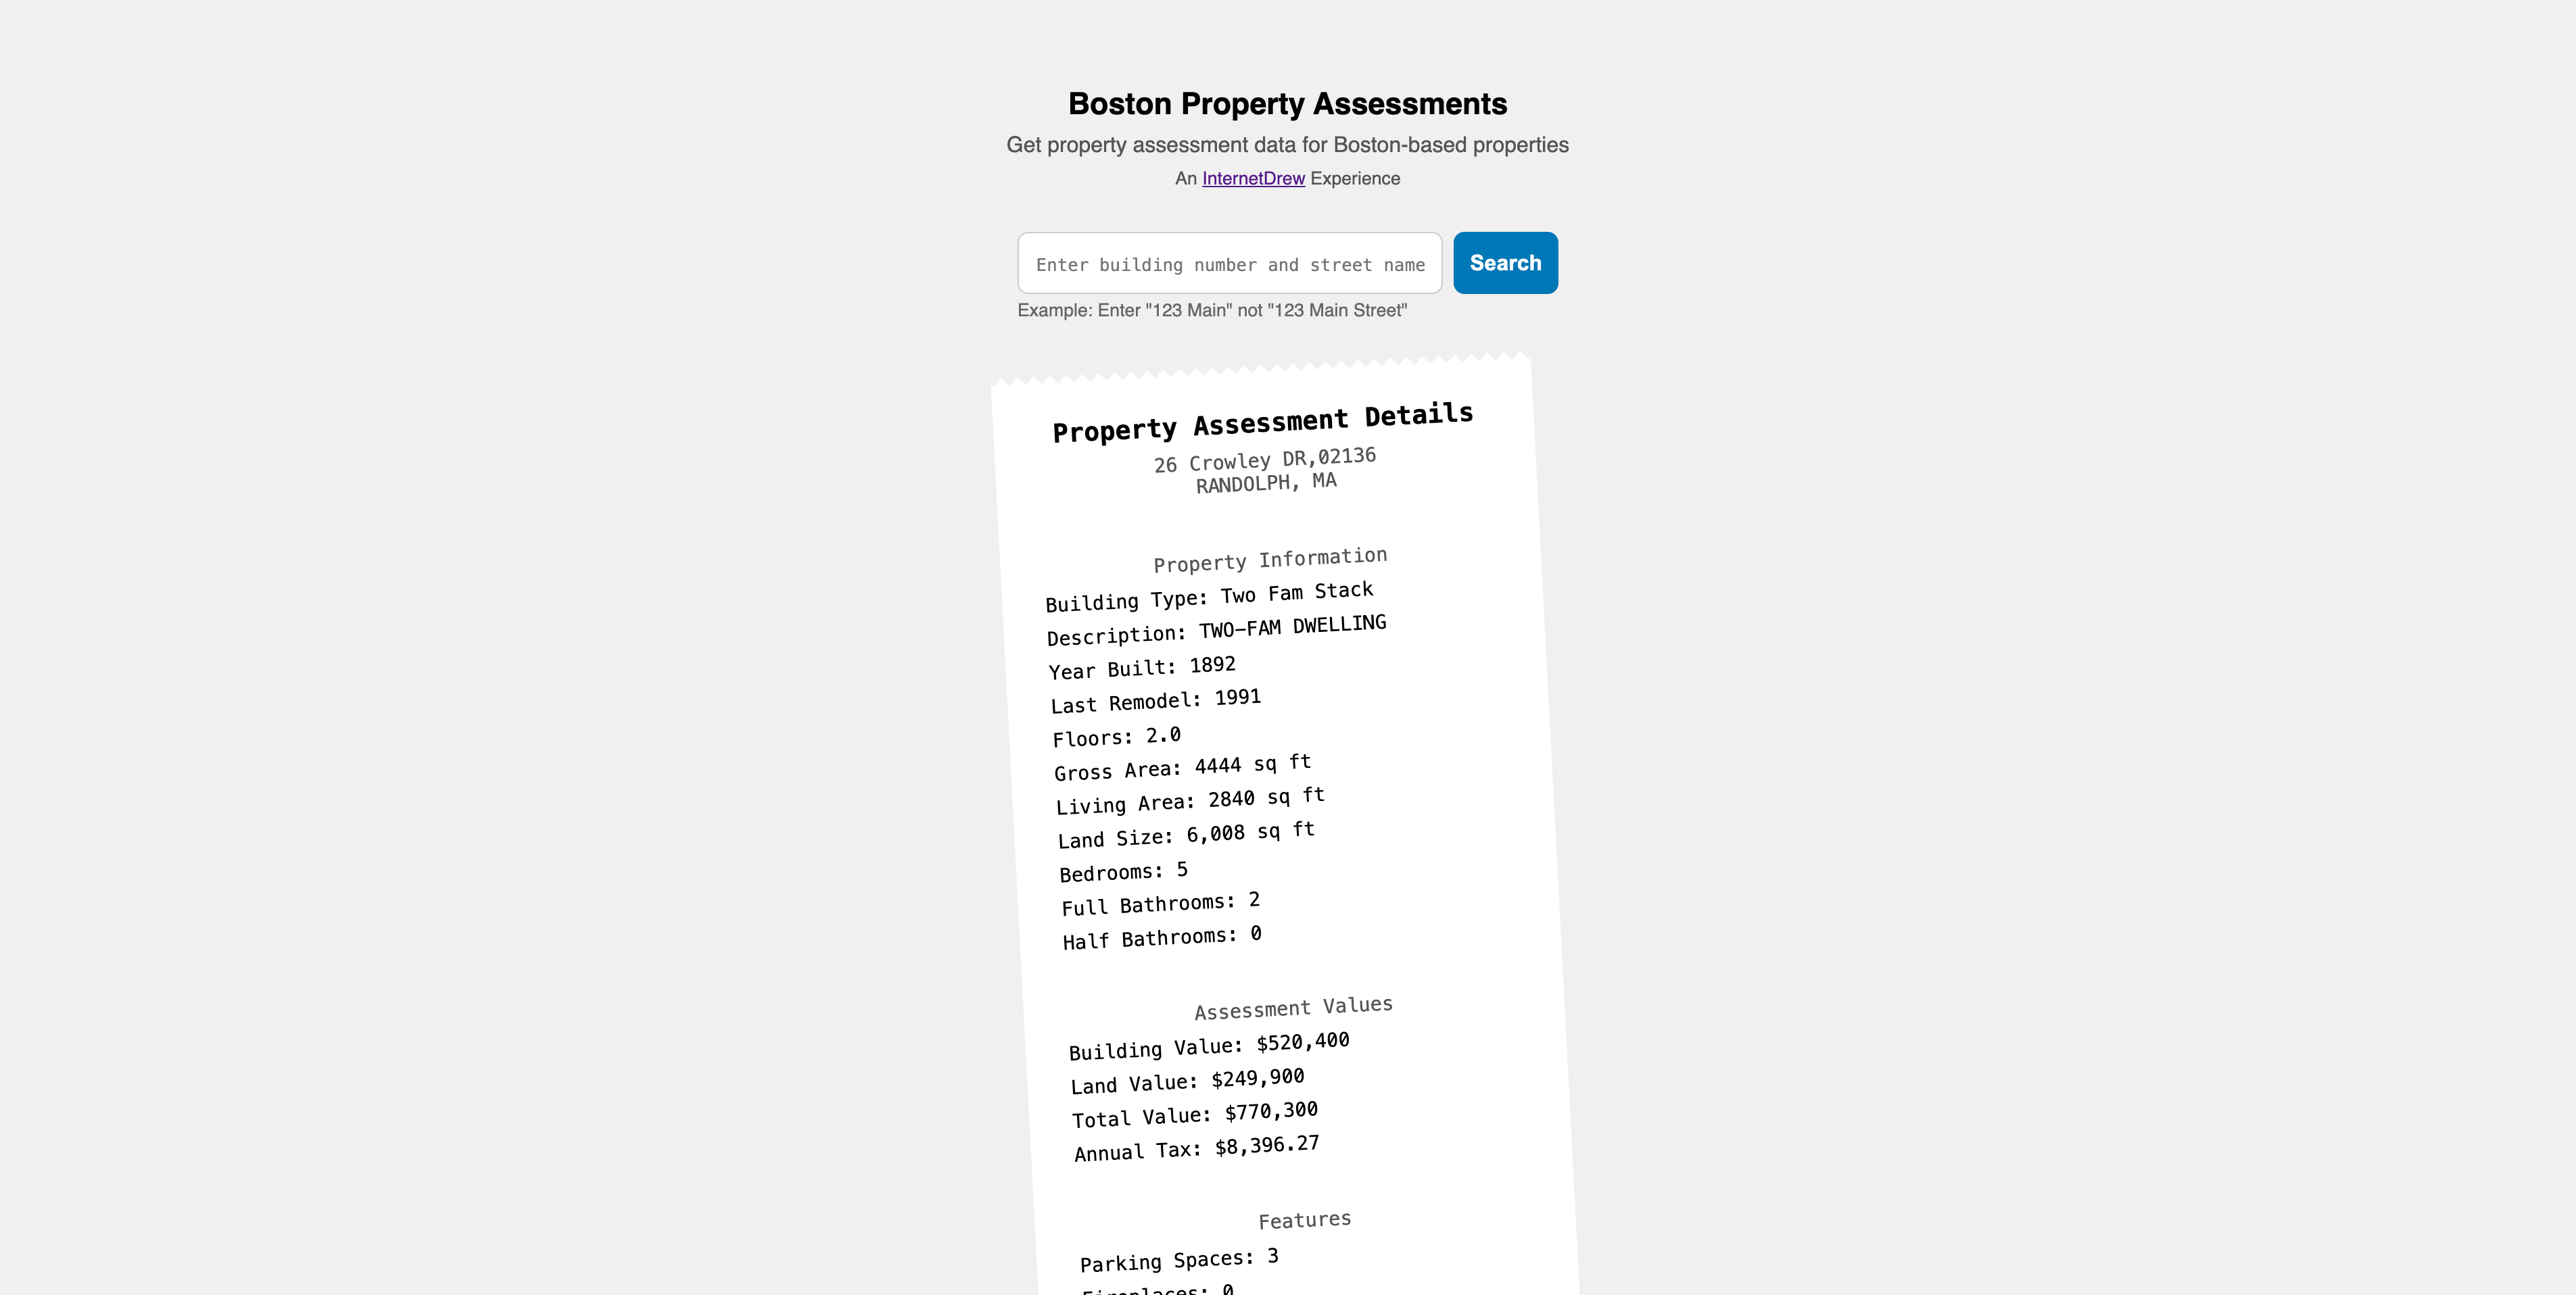 Boston Property Assessments
Get property assessment data for Boston-based properties
An InternetDrew Experience
Enter building number and street name
Search
Example: Enter "123 Main" not "123 Main Street"
Property Assessment Details
26 Crowley DR,02136
RANDOLPH, MA
Property Information
Building Type: Two Fam Stack
Description: TWO-FAM DWELLING
Year Built: 1892
Last Remodel: 1991
Floors: 2.0
Gross Area: 4444 sq ft
Living Area: 2840 sq ft
Land Size: 6,008 sq ft
Bedrooms: 5
Full Bathrooms: 2
Half Bathrooms: 0
Assessment Values
Building Value: $520,400
Land Value: $249,900
Total Value: $770,300
Annual Tax: $8,396.27
Features
Parking Spaces: 3
Fireplaces: 0